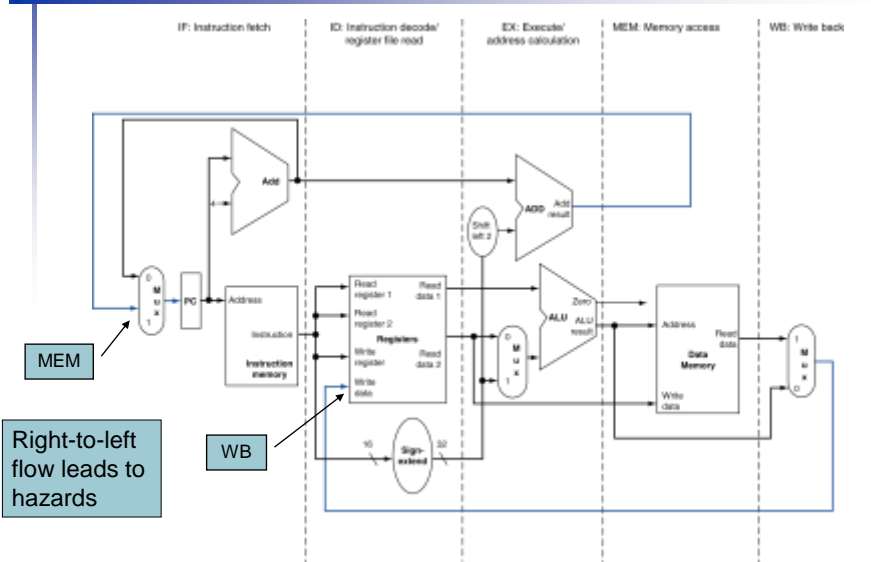 IF: Instruction fetch
ID: Instruction decode/
register file read
EX: Execute/
address calculation
MEM: Memory access
WB: Write back
Add
4
ADD
Add
result
Shift
left 2
0
M
u
x
1
PC
Address
Instruction
Instruction
memory
Read
register 1
Read
data 1
Read
register 2
Registers
Write
register
Read
data 2
Write
data
0
M
u
x
1
Zero
ALU
ALU
result
Address
Read
data
Data
Memory
Write
data
1
M
u
x
0
MEM
WB
16
Sign-
extend
32
Right-to-left
flow leads to
hazards